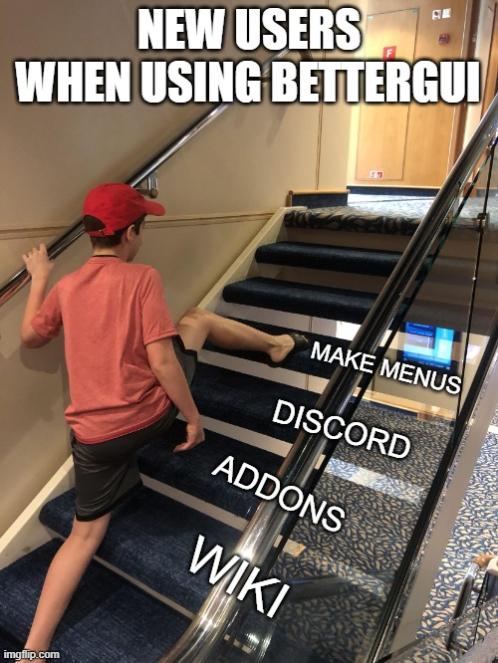 NEW USERS
WHEN USING BETTERGUI
MAKE MENUS
DISCORD
ADDONS
WIKI
imgflip.com